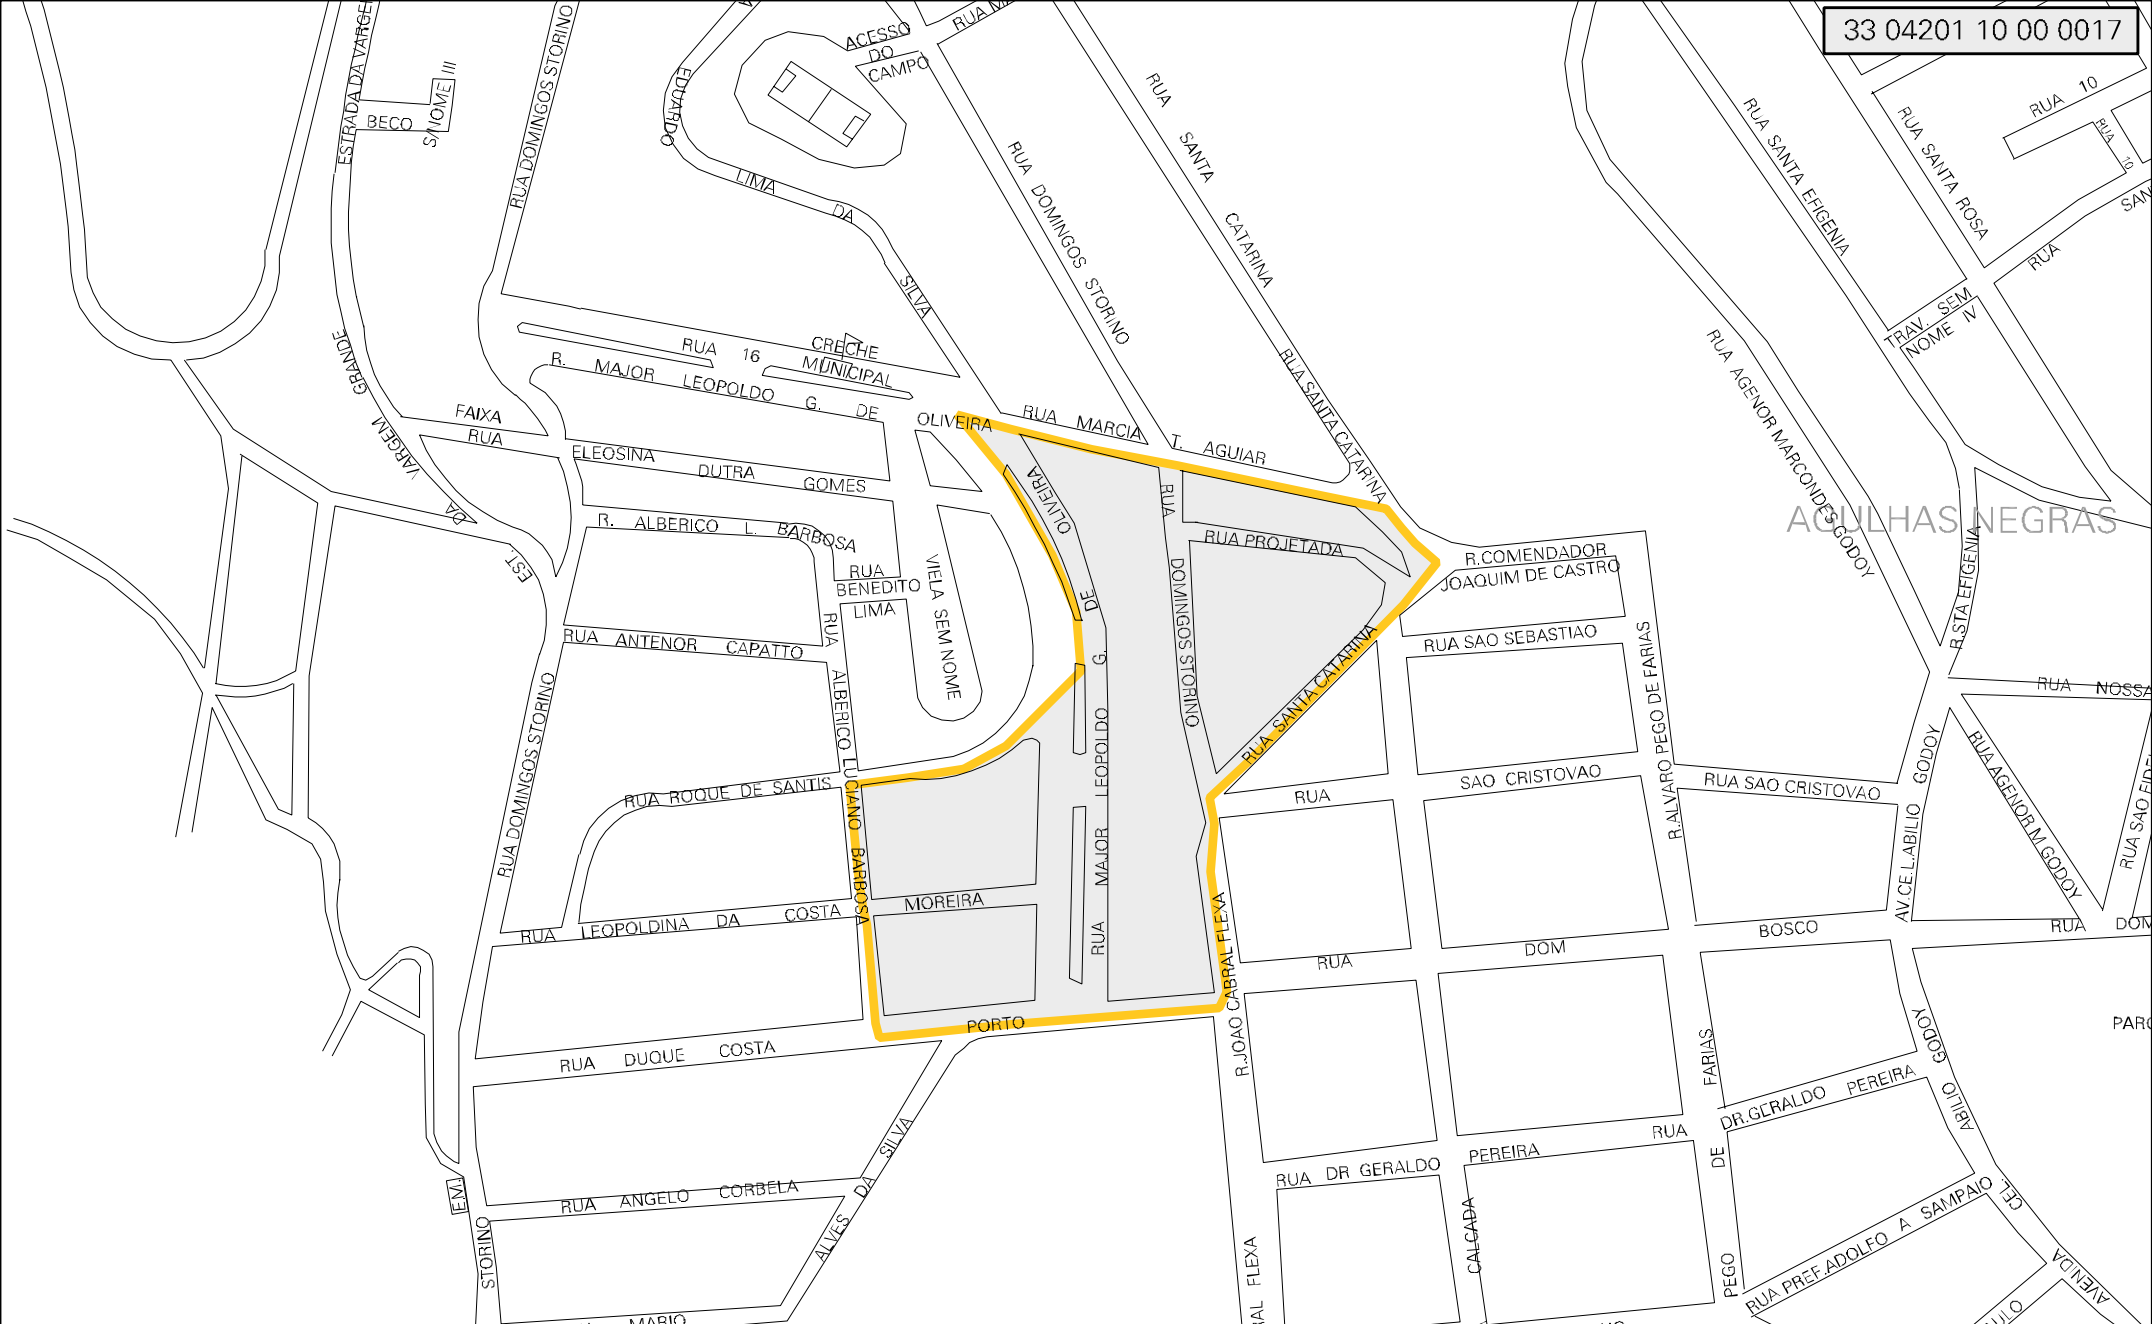 33 04201 10 00 0017
ESTRADA DA VARGEM
BECO
S/NOME III
RUA DOMINGOS STORINO
EDUARDO
LIMA
DA
SILVA
ACESSO
DO
CAMPO
RUA
RUA DOMINGOS STORINO
RUA SANTA CATARINA
RUA SANTA CATARINA
RUA SANTA EFIGENIA
RUA SANTA ROSA
RUA 10
RUA 10
RUA
TRAV. SEM
NOME IV
GRANDE
VARGEM
DA
EST.
RUA 16
CRECHE
MUNICIPAL
R. MAJOR LEOPOLDO G. DE
OLIVEIRA
RUA MARCIA T. AGUIAR
FAIXA
RUA ELEOSINA DUTRA GOMES
R. ALBERICO L. BARBOSA
RUA
BENEDITO
LIMA
VIELA SEM NOME
RUA ANTENOR CAPATTO
RUA ALBERICO LUCIANO BARBOSA
RUA DOMINGOS STORINO
RUA ROQUE DE SANTIS
RUA LEOPOLDINA DA COSTA MOREIRA
RUA MAJOR LEOPOLDO G. DE OLIVEIRA
RUA DOMINGOS STORINO
RUA PROJETADA
RUA SANTA CATARINA
R.COMENDADOR
JOAQUIM DE CASTRO
RUA SAO SEBASTIAO
RUA SAO CRISTOVAO
R.ALVARO PEGO DE FARIAS
RUA SAO CRISTOVAO
RUA AGENOR MARCONDES GODOY
AGULHAS NEGRAS
R.STA EFIGENIA
RUA NOSSA
RUA AGENOR M GODOY
AV.CE.L.ABILIO GODOY
RUA DOM BOSCO
RUA DOM
R.JOAO CABRAL FLEXA
RUA DUQUE COSTA PORTO
RUA ANGELO CORBELA
ALVES DA SILVA
E.M.
STORINO
MARIO
RUA DR GERALDO PEREIRA
RUA DR.GERALDO PEREIRA
CALCADA
FLEXA
PEGO DE FARIAS
RUA PREF.ADOLFO A SAMPAIO
AVENIDA CEL. ABILIO GODOY